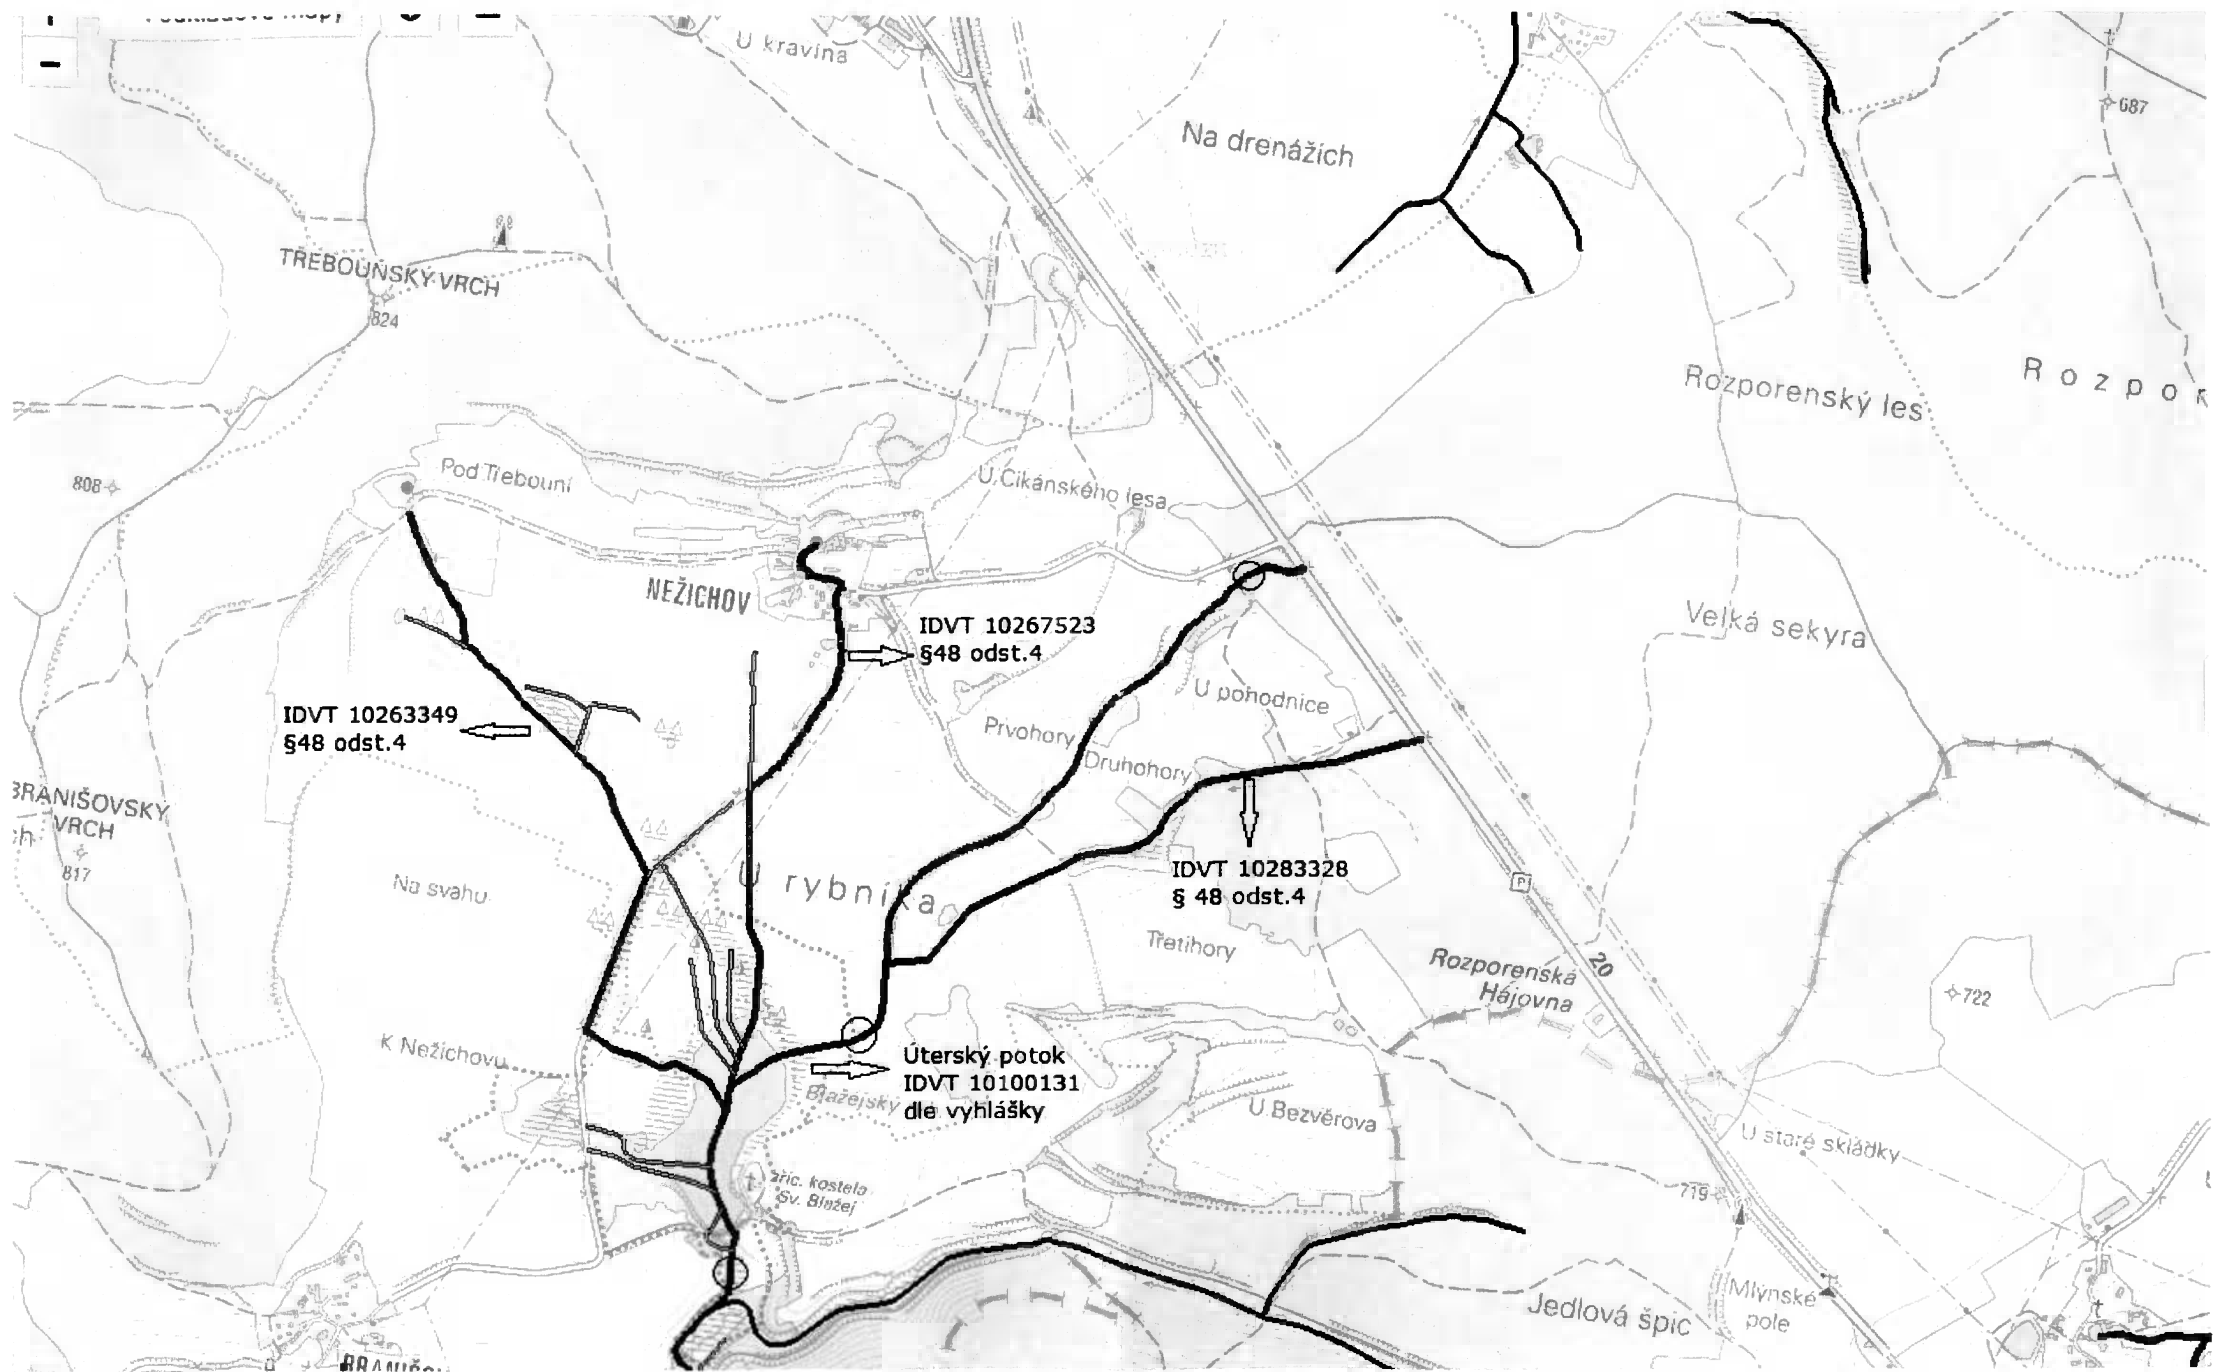 Podkladové mapy
U kravína
Na drenážích
687
TŘEBOUŇSKÝ VRCH
824
Rozporenský les
Rozpor
808
Pod Třebouní
U Cikánského lesa
NEŽICHOV
IDVT 10267523
§48 odst.4
Velká sekyra
U pohodnice
IDVT 10263349
§48 odst.4
Prvohory
Druhohory
BRANIŠOVSKÝ
VRCH
817
Na svahu
U rybníka
IDVT 10283328
§ 48 odst.4
Třetihory
P
20
Rozporenská
Hájovna
722
K Nežichovu
Úterský potok
IDVT 10100131
dle vyhlášky
Blažejský
U Bezvěrova
U staré skládky
zříc. kostela
Sv. Blažej
719
Mlýnské
pole
Jedlová špic